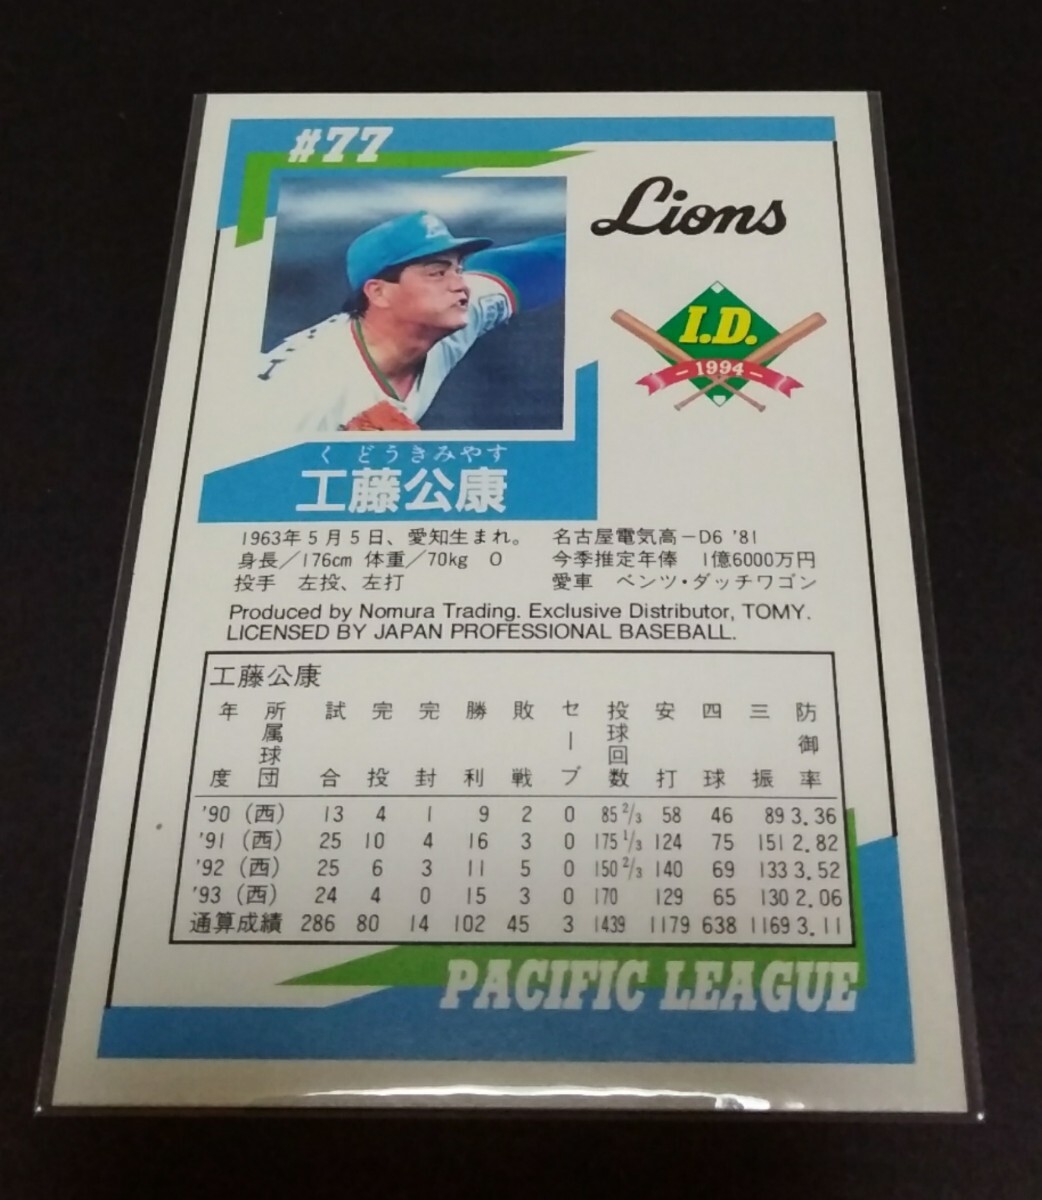 #77
Lions
I.D.
- 1994 -
くどうきみやす
工藤公康
1963年5月5日、愛知生まれ。 名古屋電気高－D6 '81
身長／176cm 体重／70kg O 今季推定年俸 1億6000万円
投手 左投、左打 愛車 ベンツ・ダッチワゴン
Produced by Nomura Trading. Exclusive Distributor, TOMY.
LICENSED BY JAPAN PROFESSIONAL BASEBALL.
工藤公康
年度 所属球団 試合 完投 完封 勝利 敗戦 セーブ 投球回数 安打 四球 三振 防御率
'90 (西) 13 4 1 9 2 0 85 2/3 58 46 89 3.36
'91 (西) 25 10 4 16 3 0 175 1/3 124 75 151 2.82
'92 (西) 25 6 3 11 5 0 150 2/3 140 69 133 3.52
'93 (西) 24 4 0 15 3 0 170 129 65 130 2.06
通算成績 286 80 14 102 45 3 1439 1179 638 1169 3.11
PACIFIC LEAGUE